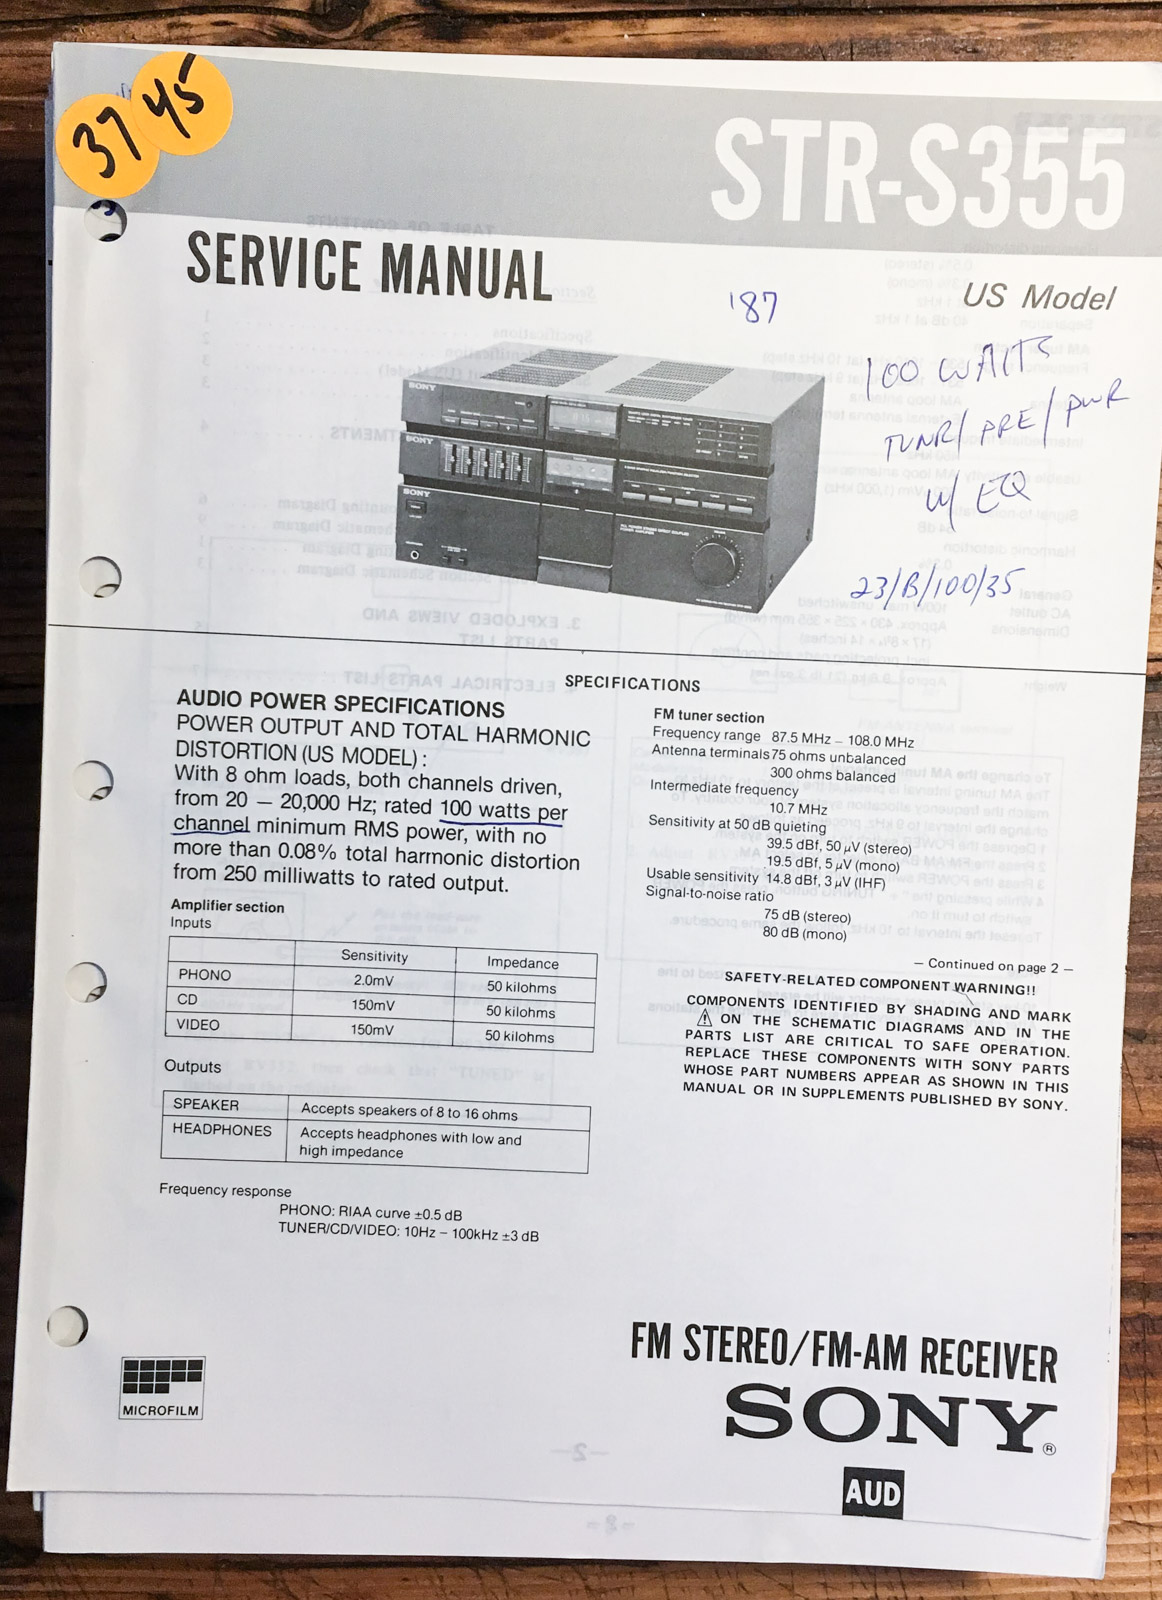 37 45
STR-S355
SERVICE MANUAL
'87
US Model
100 WATTS
TUNR/PRE/PWR
W/ EQ
23/B/100/35
SONY
SONY
SONY
SPECIFICATIONS
AUDIO POWER SPECIFICATIONS
POWER OUTPUT AND TOTAL HARMONIC
DISTORTION (US MODEL) :
With 8 ohm loads, both channels driven,
from 20 – 20,000 Hz; rated 100 watts per
channel minimum RMS power, with no
more than 0.08% total harmonic distortion
from 250 milliwatts to rated output.
Amplifier section
Inputs
Sensitivity Impedance
PHONO 2.0mV 50 kilohms
CD 150mV 50 kilohms
VIDEO 150mV 50 kilohms
Outputs
SPEAKER Accepts speakers of 8 to 16 ohms
HEADPHONES Accepts headphones with low and
high impedance
Frequency response
PHONO: RIAA curve ±0.5 dB
TUNER/CD/VIDEO: 10Hz – 100kHz ±3 dB
FM tuner section
Frequency range 87.5 MHz – 108.0 MHz
Antenna terminals 75 ohms unbalanced
300 ohms balanced
Intermediate frequency
10.7 MHz
Sensitivity at 50 dB quieting
39.5 dBf, 50 μV (stereo)
19.5 dBf, 5 μV (mono)
Usable sensitivity 14.8 dBf, 3 μV (IHF)
Signal-to-noise ratio
75 dB (stereo)
80 dB (mono)
– Continued on page 2 –
SAFETY-RELATED COMPONENT WARNING!!
COMPONENTS IDENTIFIED BY SHADING AND MARK
⚠ ON THE SCHEMATIC DIAGRAMS AND IN THE
PARTS LIST ARE CRITICAL TO SAFE OPERATION.
REPLACE THESE COMPONENTS WITH SONY PARTS
WHOSE PART NUMBERS APPEAR AS SHOWN IN THIS
MANUAL OR IN SUPPLEMENTS PUBLISHED BY SONY.
MICROFILM
FM STEREO/FM-AM RECEIVER
SONY®
AUD